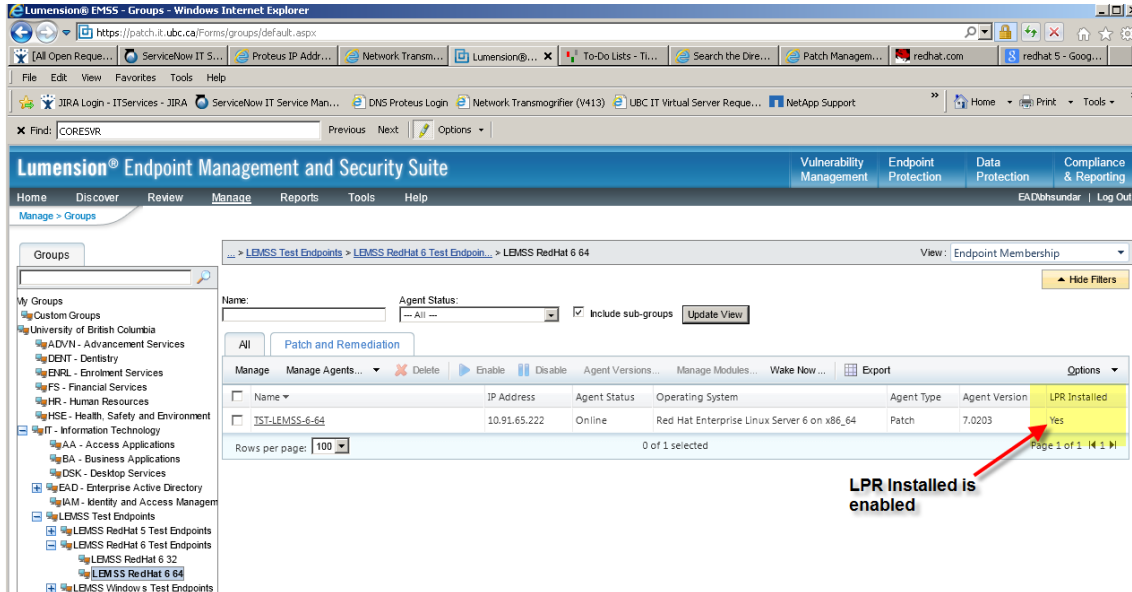 Lumension® EMSS - Groups - Windows Internet Explorer
https://patch.it.ubc.ca/Forms/groups/default.aspx
[All Open Reque... ServiceNow IT S... Proteus IP Addr... Network Transm... Lumension®... X To-Do Lists - Ti... Search the Dire... Patch Managem... redhat.com redhat 5 - Goog...
File Edit View Favorites Tools Help
JIRA Login - ITServices - JIRA ServiceNow IT Service Man... DNS Proteus Login Network Transmogrifier (V413) UBC IT Virtual Server Reque... NetApp Support » Home Print Tools
X Find: CORESVR Previous Next Options
Lumension® Endpoint Management and Security Suite
Vulnerability Management Endpoint Protection Data Protection Compliance & Reporting
Home Discover Review Manage Reports Tools Help EAD\bhsundar | Log Out
Manage > Groups
Groups
... > LEMSS Test Endpoints > LEMSS RedHat 6 Test Endpoin... > LEMSS RedHat 6 64 View: Endpoint Membership
Hide Filters
My Groups
Custom Groups
University of British Columbia
ADVN - Advancement Services
DENT - Dentistry
ENRL - Enrolment Services
FS - Financial Services
HR - Human Resources
HSE - Health, Safety and Environment
IT - Information Technology
AA - Access Applications
BA - Business Applications
DSK - Desktop Services
EAD - Enterprise Active Directory
IAM - Identity and Access Managem
LEMSS Test Endpoints
LEMSS RedHat 5 Test Endpoints
LEMSS RedHat 6 Test Endpoints
LEMSS RedHat 6 32
LEMSS RedHat 6 64
LEMSS Windows Test Endpoints
Name: Agent Status:
--- All --- Include sub-groups Update View
All Patch and Remediation
Manage Manage Agents... Delete Enable Disable Agent Versions... Manage Modules... Wake Now... Export Options
Name IP Address Agent Status Operating System Agent Type Agent Version LPR Installed
TST-LEMSS-6-64 10.91.65.222 Online Red Hat Enterprise Linux Server 6 on x86_64 Patch 7.0203 Yes
Rows per page: 100 0 of 1 selected Page 1 of 1 1
LPR Installed is
enabled